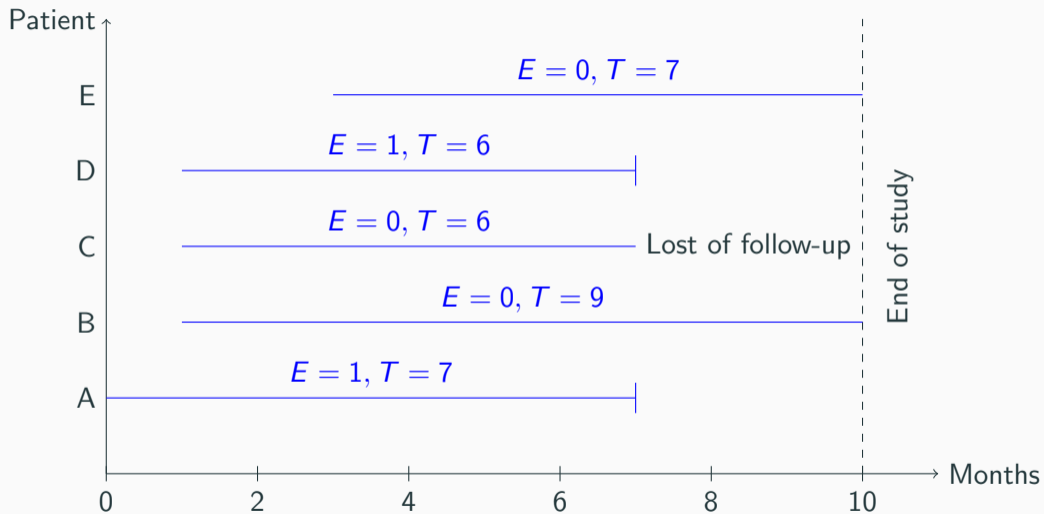 Patient
E = 0, T = 7
E
E = 1, T = 6
D
E = 0, T = 6
C
Lost of follow-up
E = 0, T = 9
B
E = 1, T = 7
A
End of study
Months
0 2 4 6 8 10